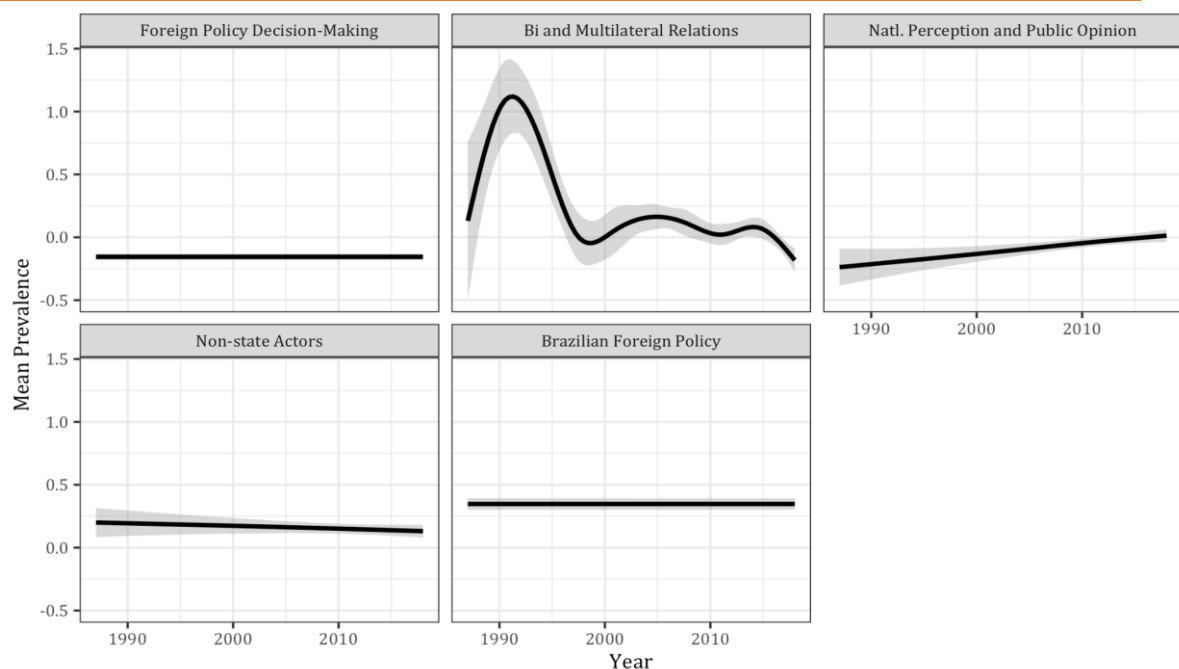 Foreign Policy Decision-Making
Bi and Multilateral Relations
Natl. Perception and Public Opinion
1.5
1.0
0.5
0.0
-0.5
1990 2000 2010
Non-state Actors
Brazilian Foreign Policy
1.5
1.0
0.5
0.0
-0.5
1990 2000 2010
1990 2000 2010
Mean Prevalence
Year